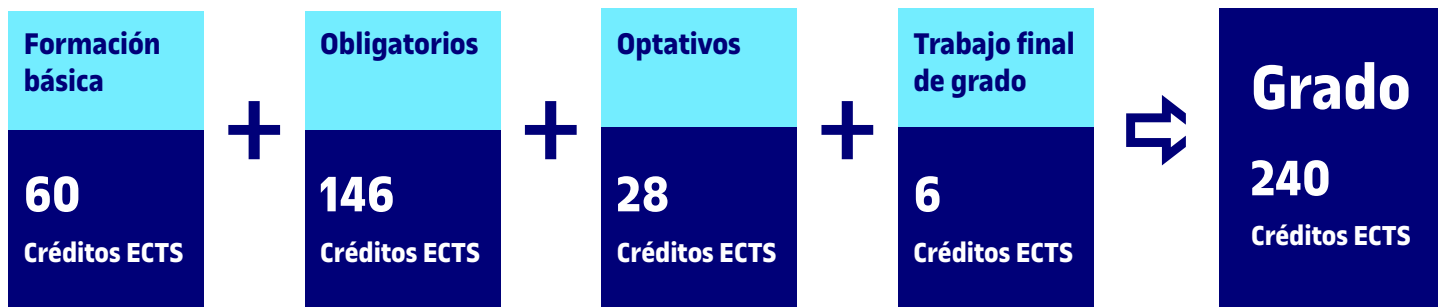 Formación
básica
60
Créditos ECTS
+
Obligatorios
146
Créditos ECTS
+
Optativos
28
Créditos ECTS
+
Trabajo final
de grado
6
Créditos ECTS
Grado
240
Créditos ECTS